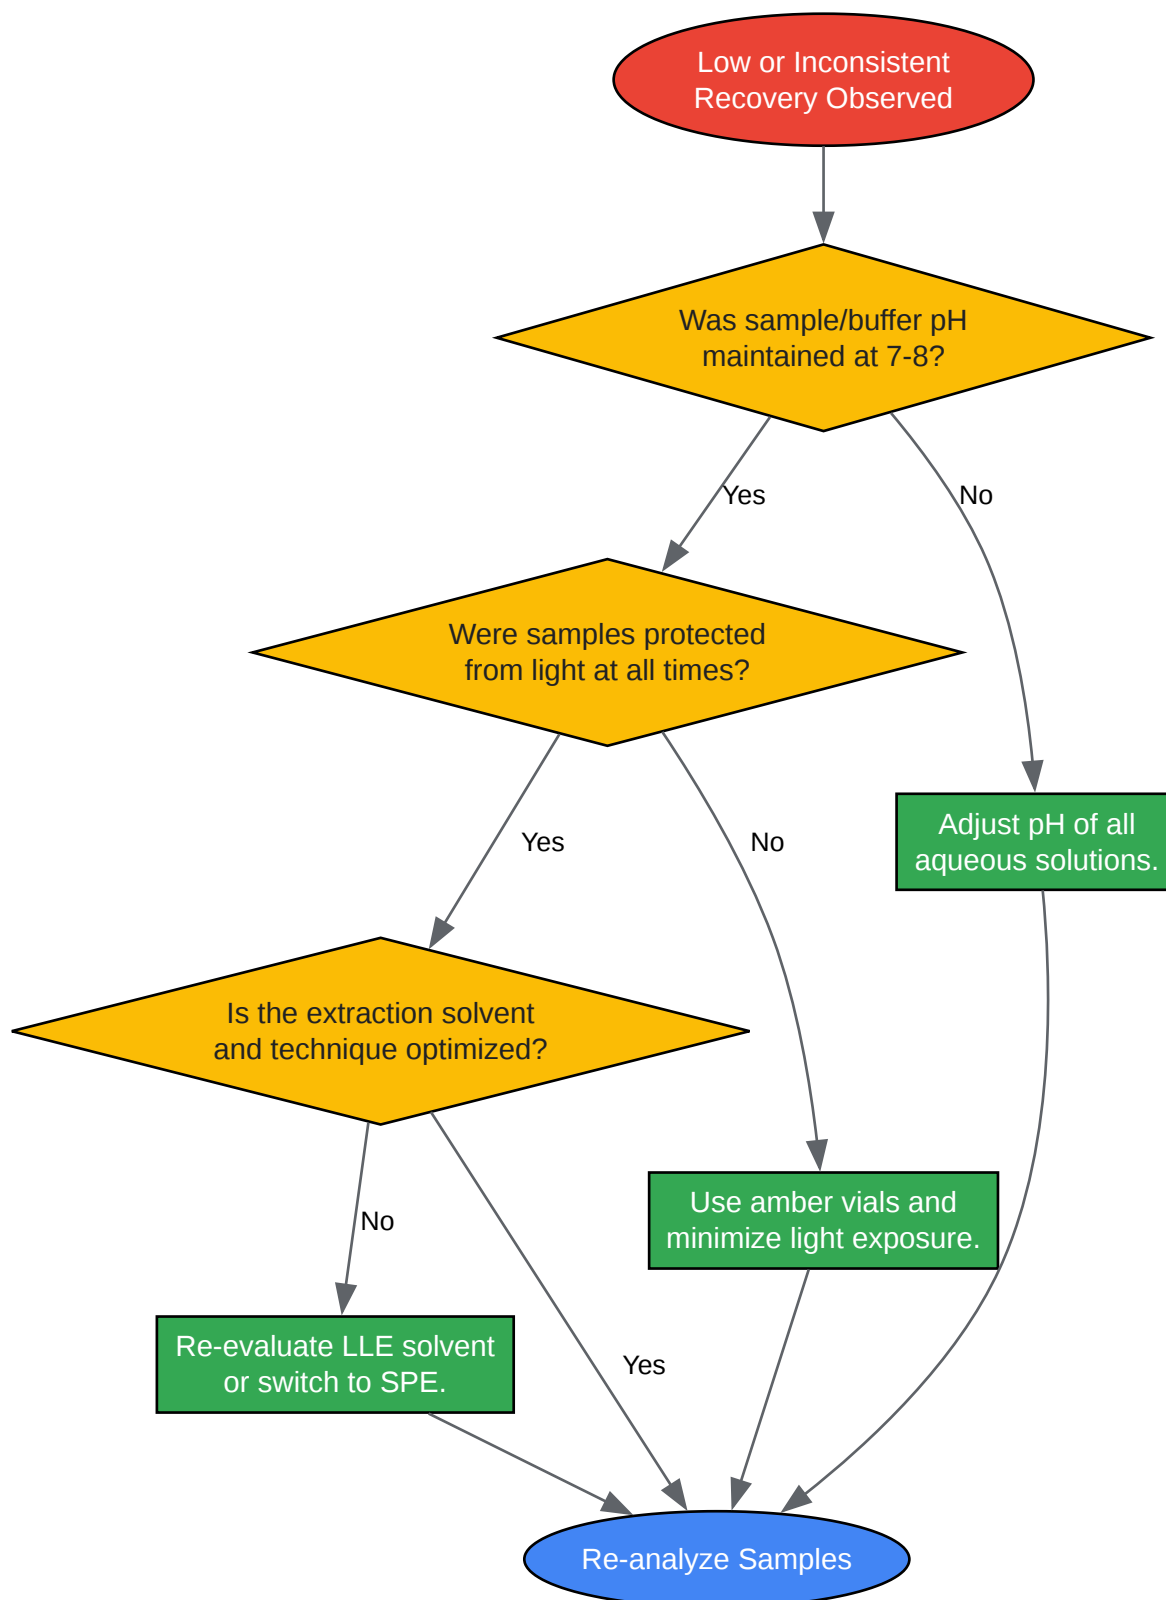 Low or Inconsistent
Recovery Observed
Was sample/buffer pH
maintained at 7-8?
Yes
No
Were samples protected
from light at all times?
Adjust pH of all
aqueous solutions.
Yes
No
Is the extraction solvent
and technique optimized?
Use amber vials and
minimize light exposure.
No
Re-evaluate LLE solvent
or switch to SPE.
Yes
Re-analyze Samples